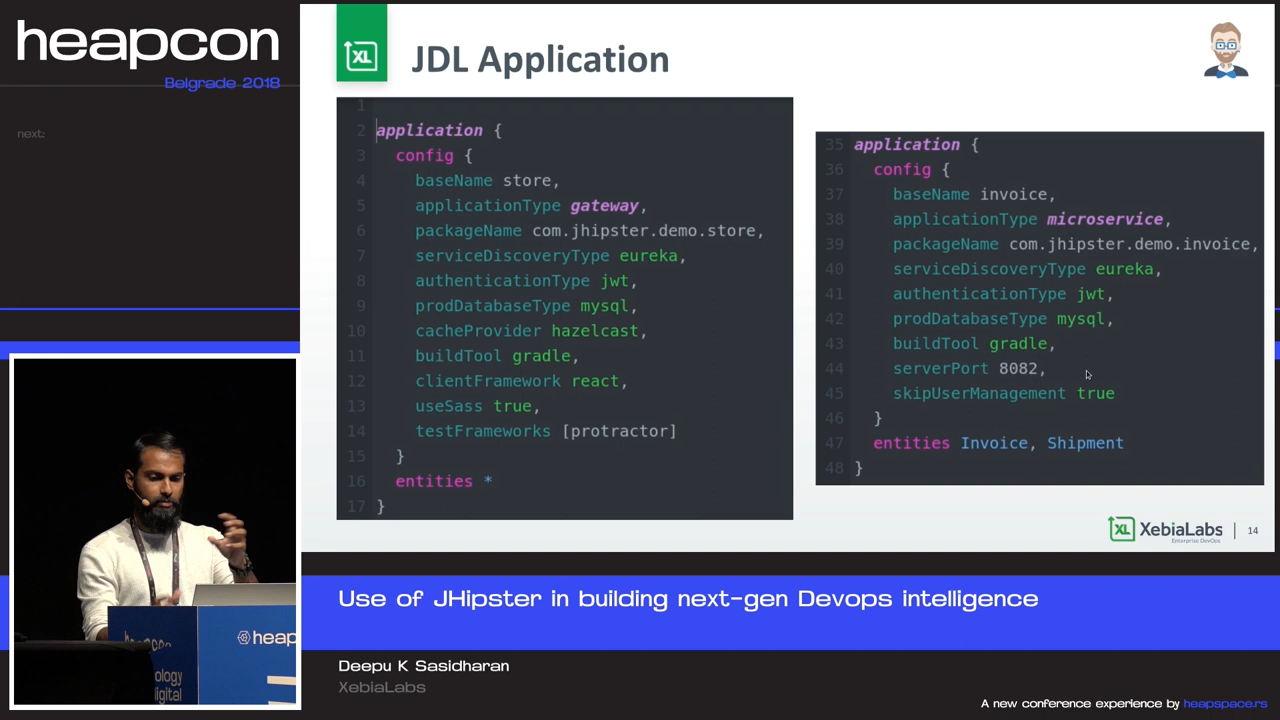 heapcon
Belgrade 2018
next:
XL
JDL Application
1
2 application {
3 config {
4 baseName store,
5 applicationType gateway,
6 packageName com.jhipster.demo.store,
7 serviceDiscoveryType eureka,
8 authenticationType jwt,
9 prodDatabaseType mysql,
10 cacheProvider hazelcast,
11 buildTool gradle,
12 clientFramework react,
13 useSass true,
14 testFrameworks [protractor]
15 }
16 entities *
17 }
35 application {
36 config {
37 baseName invoice,
38 applicationType microservice,
39 packageName com.jhipster.demo.invoice,
40 serviceDiscoveryType eureka,
41 authenticationType jwt,
42 prodDatabaseType mysql,
43 buildTool gradle,
44 serverPort 8082,
45 skipUserManagement true
46 }
47 entities Invoice, Shipment
48 }
XL XebiaLabs | 14
Enterprise DevOps
heap
Use of JHipster in building next-gen Devops intelligence
Deepu K Sasidharan
XebiaLabs
A new conference experience by heapspace.rs